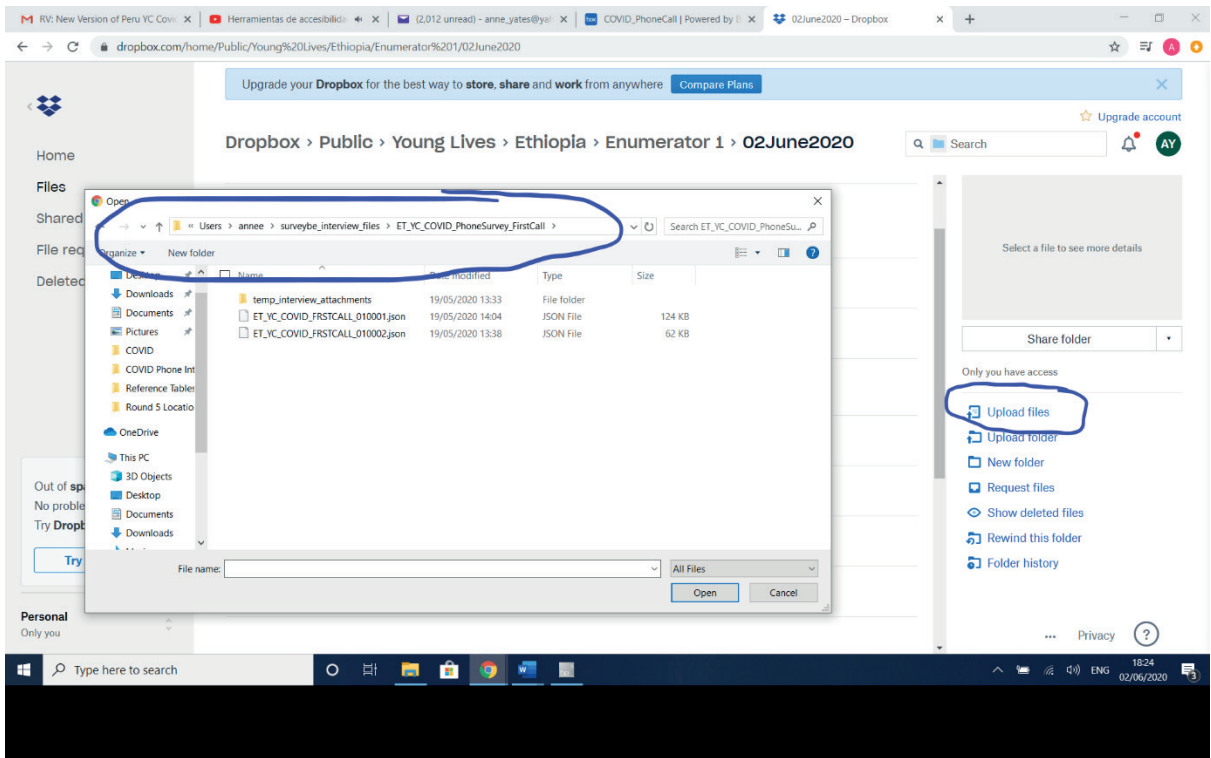 RV: New Version of Peru YC Covi
Herramientas de accesibilida
(2,012 unread) - anne_yates@ya
COVID_PhoneCall | Powered by
02June2020 – Dropbox
dropbox.com/home/Public/Young%20Lives/Ethiopia/Enumerator%201/02June2020
A
Upgrade your Dropbox for the best way to store, share and work from anywhere Compare Plans
Upgrade account
Dropbox > Public > Young Lives > Ethiopia > Enumerator 1 > 02June2020
Search
AY
Home
Files
Shared
File req
Deleted
Open
« Users > annee > surveybe_interview_files > ET_YC_COVID_PhoneSurvey_FirstCall >
Search ET_YC_COVID_PhoneSu...
Organize
New folder
Desktop
Downloads
Documents
Pictures
COVID
COVID Phone Int
Reference Tables
Round 5 Locatio
OneDrive
This PC
3D Objects
Desktop
Documents
Downloads
Name Date modified Type Size
temp_interview_attachments 19/05/2020 13:33 File folder
ET_YC_COVID_FRSTCALL_010001.json 19/05/2020 14:04 JSON File 124 KB
ET_YC_COVID_FRSTCALL_010002.json 19/05/2020 13:38 JSON File 62 KB
File name:
All Files
Open Cancel
Select a file to see more details
Share folder
Only you have access
Upload files
Upload folder
New folder
Request files
Show deleted files
Rewind this folder
Folder history
Out of sp
No proble
Try Dropb
Try
Personal
Only you
... Privacy ?
Type here to search
ENG
18:24
02/06/2020
3